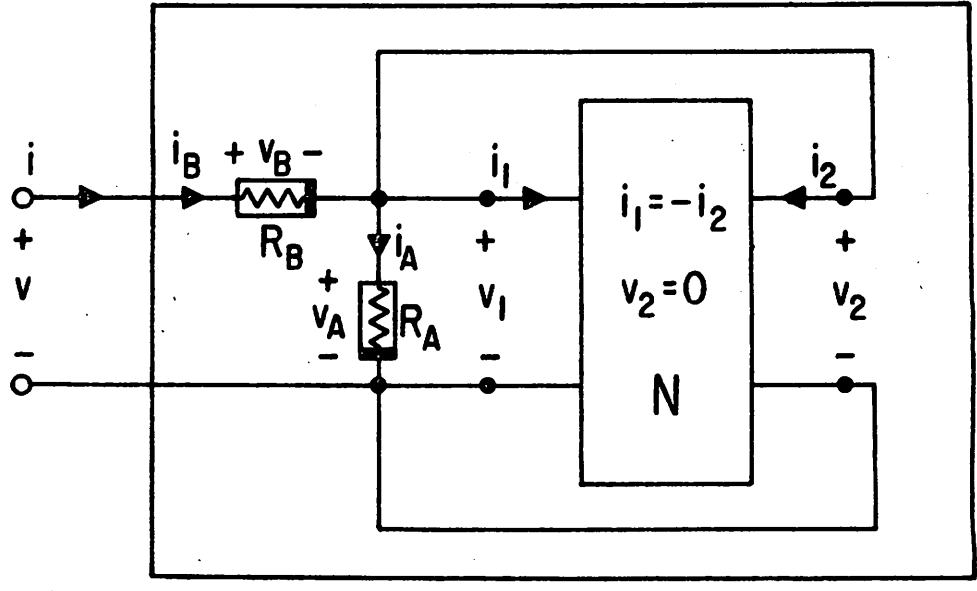 i
i_B
+ v_B -
i_1
i_2
i_1 = -i_2
R_B
i_A
+
+
+
+
v
v_A
R_A
v_1
v_2 = 0
v_2
-
-
-
-
N